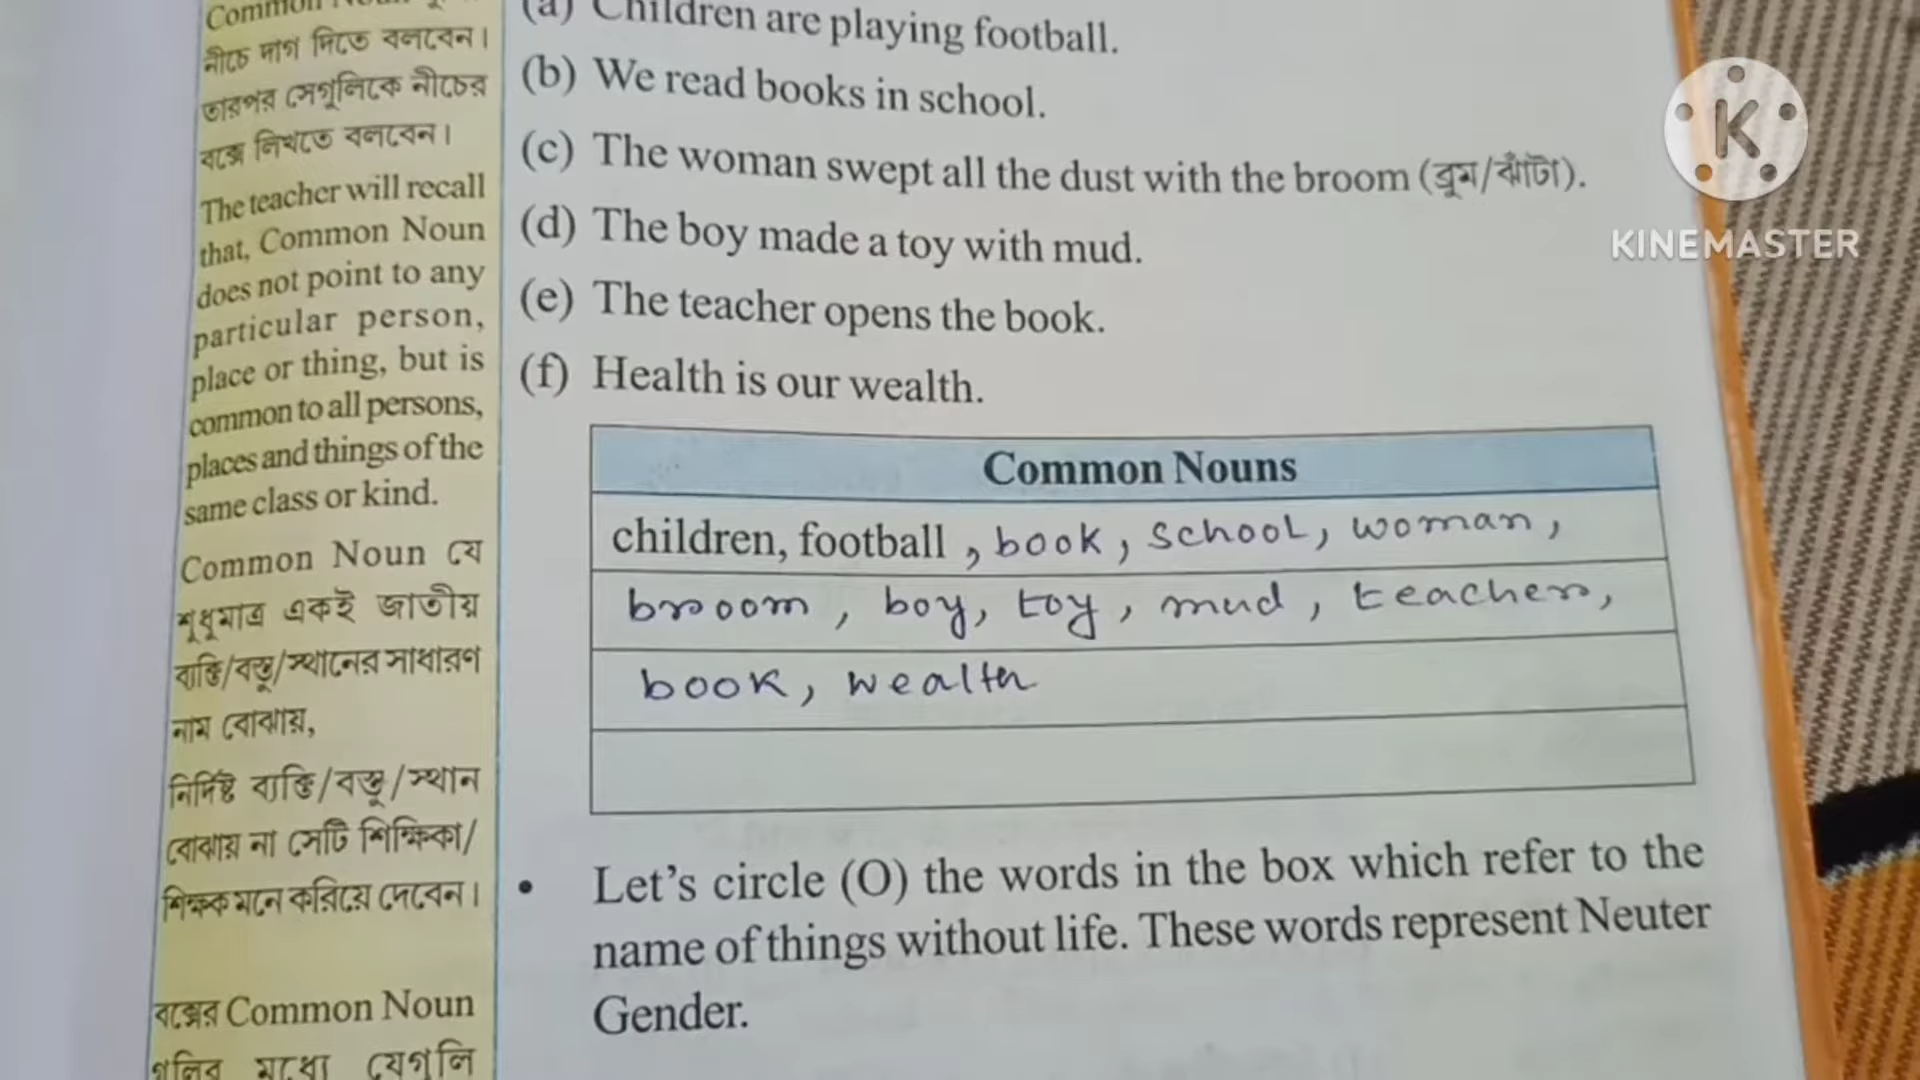 Common Noun
নীচে দাগ দিতে বলবেন।
তারপর সেগুলিকে নীচের
বক্সে লিখতে বলবেন।
The teacher will recall
that, Common Noun
does not point to any
particular person,
place or thing, but is
common to all persons,
places and things of the
same class or kind.
Common Noun যে
শুধুমাত্র একই জাতীয়
ব্যক্তি/বস্তু/স্থানের সাধারণ
নাম বোঝায়,
নির্দিষ্ট ব্যক্তি/বস্তু/স্থান
বোঝায় না সেটি শিক্ষিকা/
শিক্ষক মনে করিয়ে দেবেন।
বক্সের Common Noun
গুলির মধ্যে যেগুলি
(a) Children are playing football.
(b) We read books in school.
(c) The woman swept all the dust with the broom (ব্রুম/ঝাঁটা).
(d) The boy made a toy with mud.
(e) The teacher opens the book.
(f) Health is our wealth.
Common Nouns
children, football, book, school, woman,
broom, boy, toy, mud, teacher,
book, wealth
• Let's circle (O) the words in the box which refer to the
name of things without life. These words represent Neuter
Gender.
K
KINEMASTER